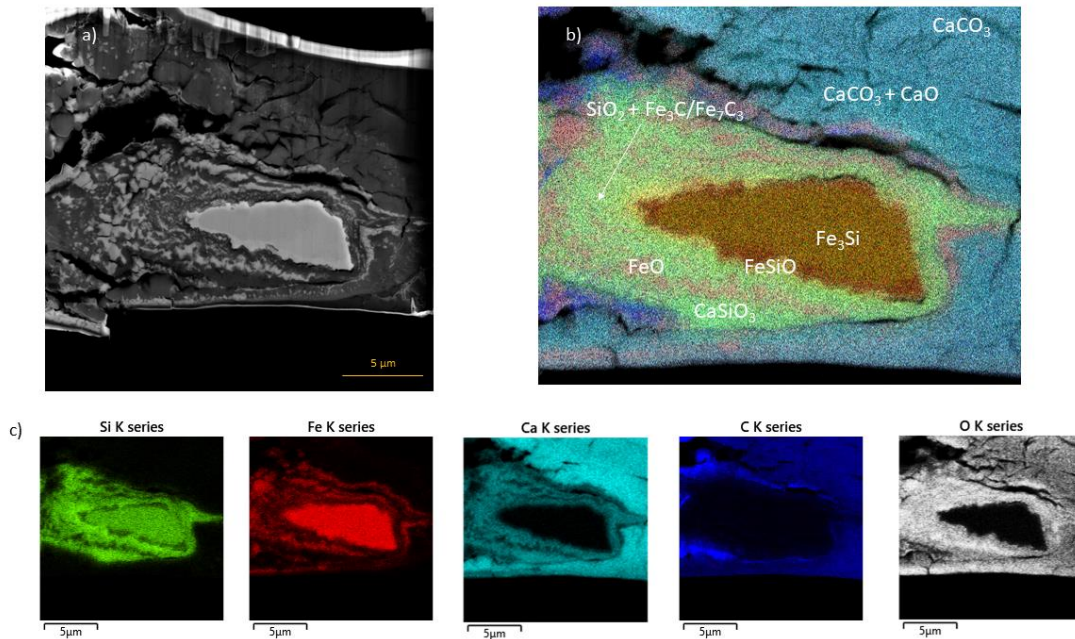 a)
5 μm
b)
CaCO₃
CaCO₃ + CaO
SiO₂ + Fe₃C/Fe₇C₃
Fe₃Si
FeO
FeSiO
CaSiO₃
c)
Si K series
Fe K series
Ca K series
C K series
O K series
5μm
5μm
5μm
5μm
5μm